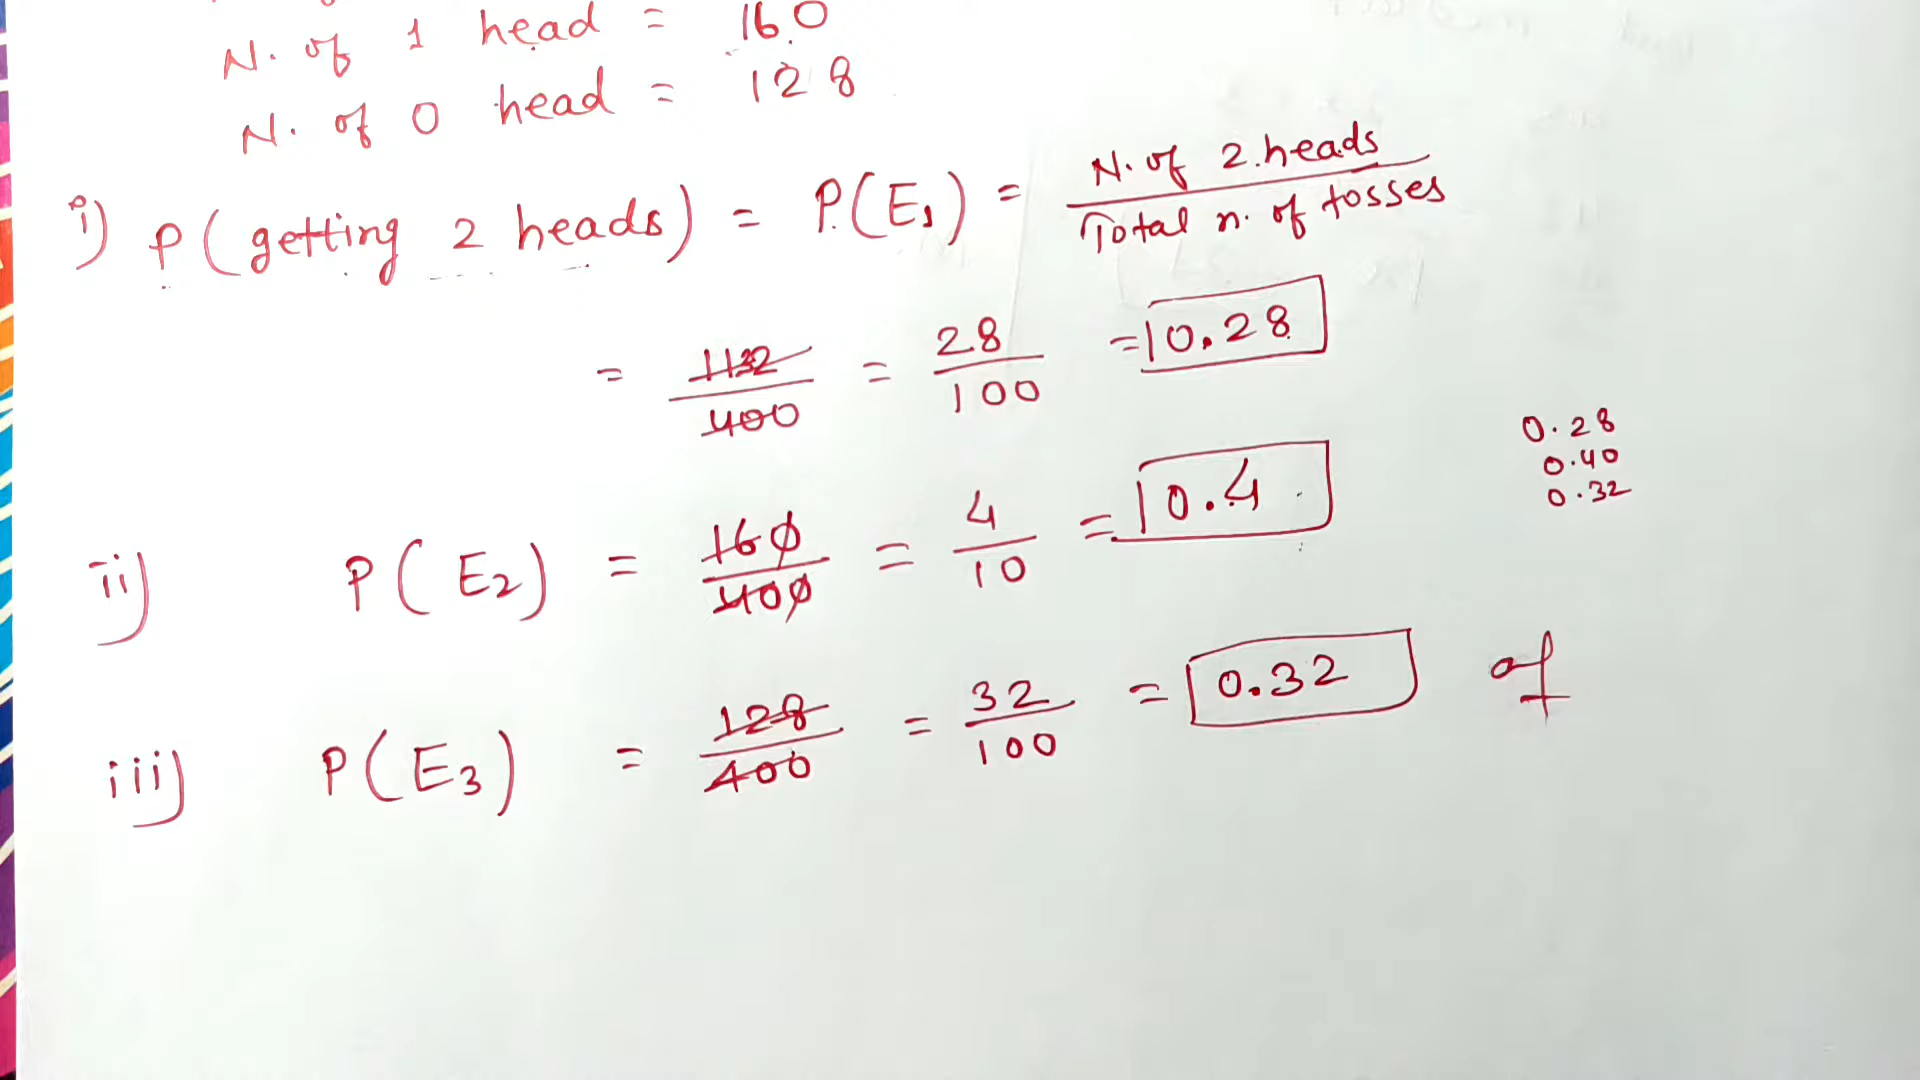 N. of 1 head = 160
N. of 0 head = 128
i) P(getting 2 heads) = P(E₁) = N. of 2 heads / Total n. of tosses
= 112/400 = 28/100 = 0.28
0.28
0.40
0.32
ii) P(E₂) = 160/400 = 4/10 = 0.4
iii) P(E₃) = 128/400 = 32/100 = 0.32